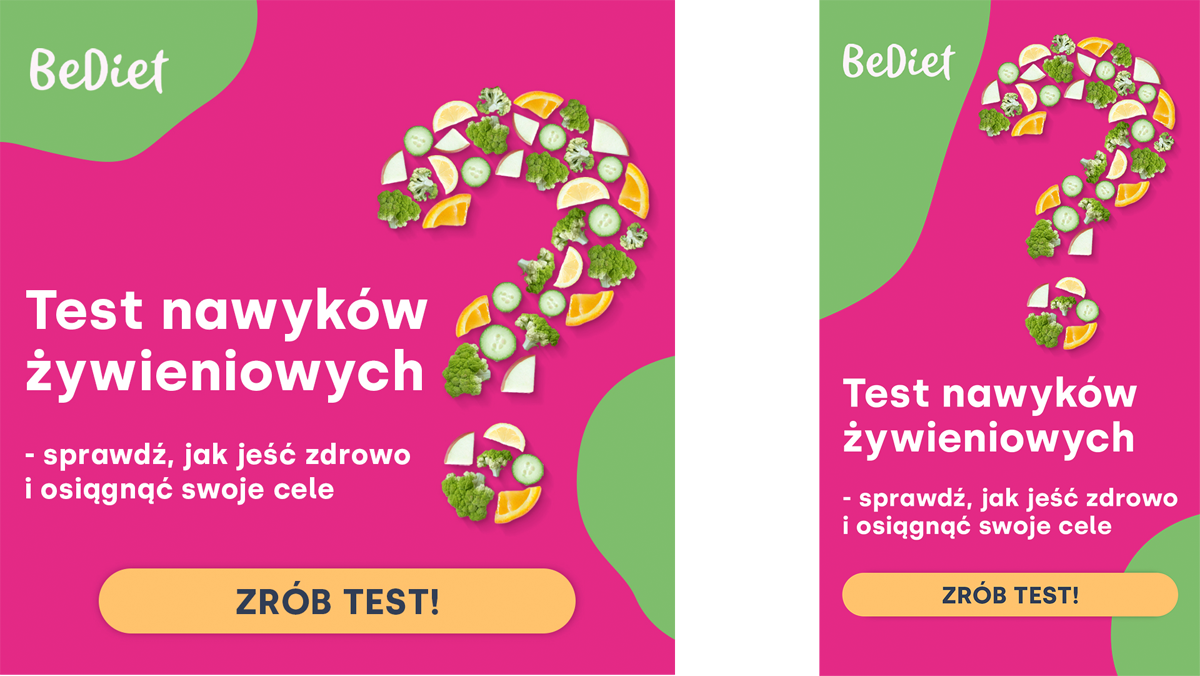 BeDiet
Test nawyków
żywieniowych
- sprawdź, jak jeść zdrowo
i osiągnąć swoje cele
ZRÓB TEST!
BeDiet
Test nawyków
żywieniowych
- sprawdź, jak jeść zdrowo
i osiągnąć swoje cele
ZRÓB TEST!